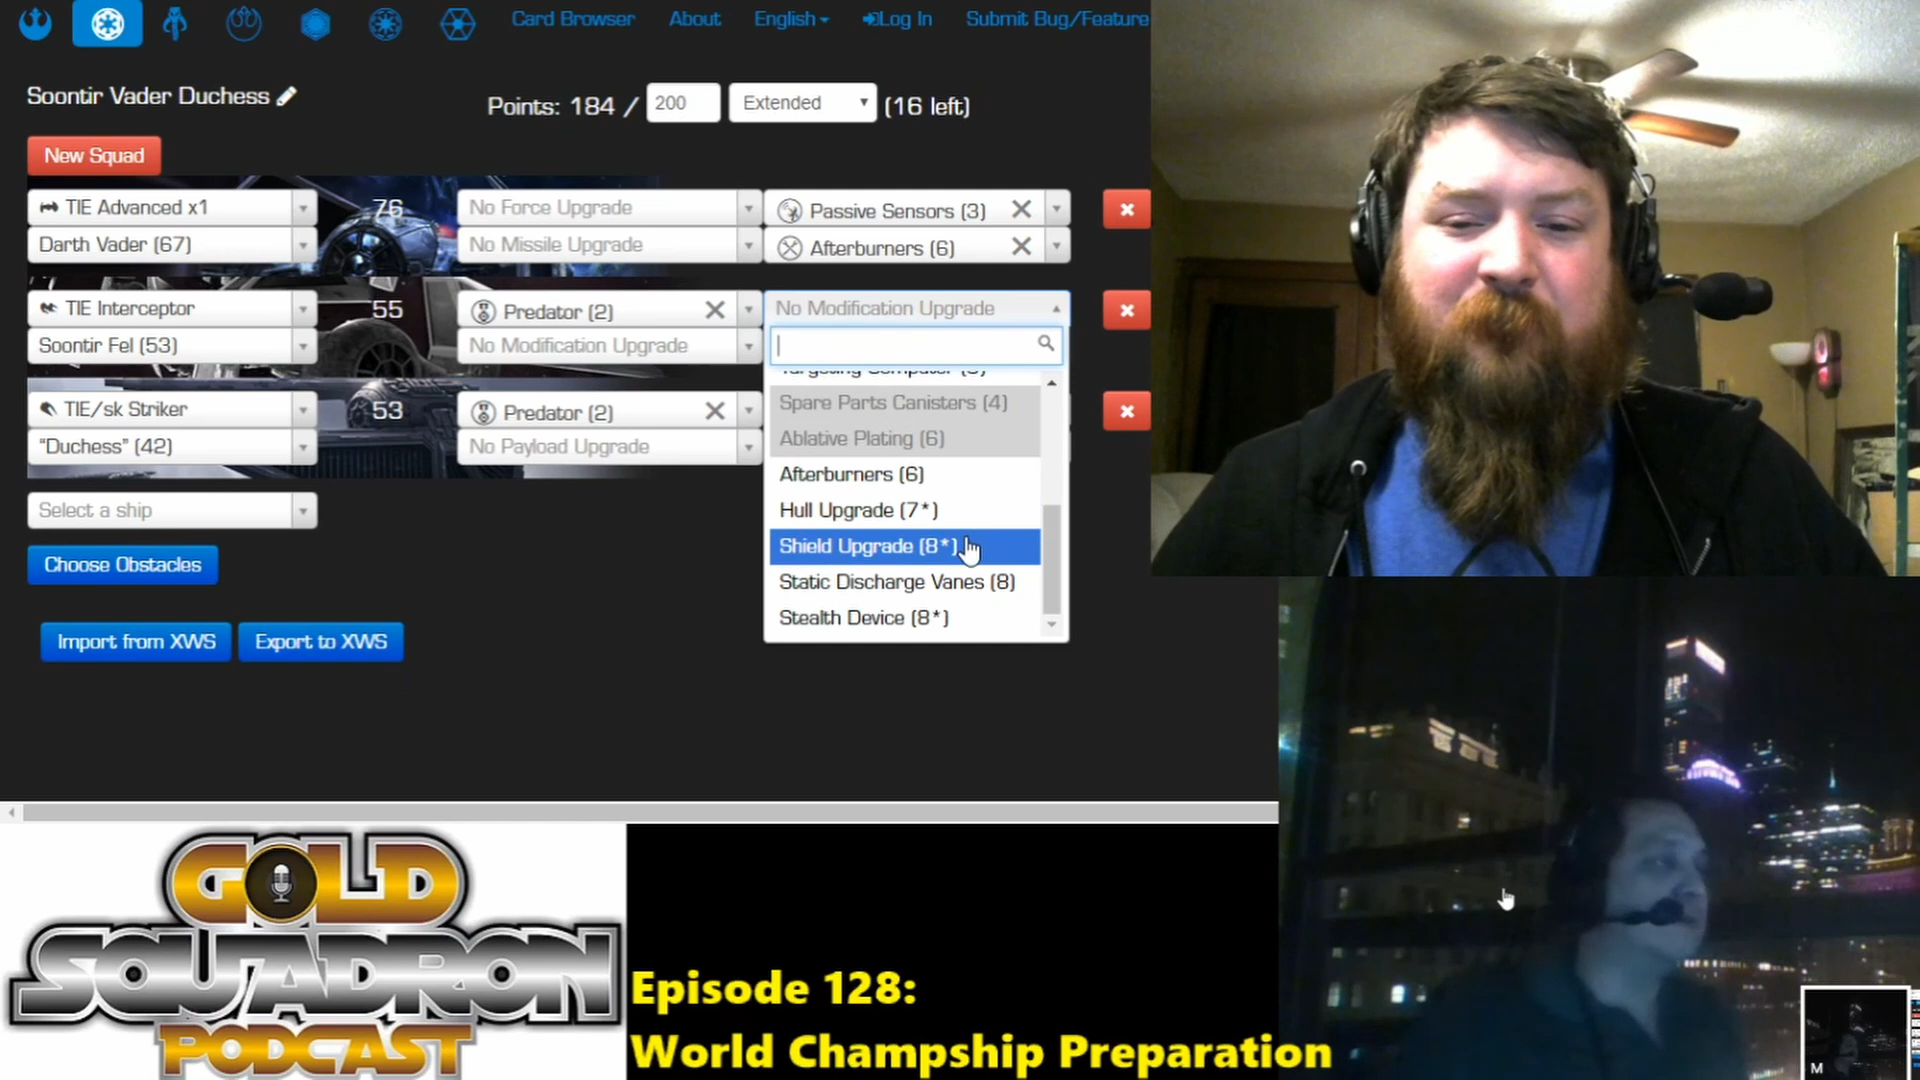 Card Browser
About
English
Log In
Submit Bug/Feature
Soontir Vader Duchess
Points: 184 / 200
Extended
(16 left)
New Squad
TIE Advanced x1
76
No Force Upgrade
Passive Sensors (3)
Darth Vader (67)
No Missile Upgrade
Afterburners (6)
TIE Interceptor
55
Predator (2)
No Modification Upgrade
Soontir Fel (53)
No Modification Upgrade
Targeting Computer (3)
Spare Parts Canisters (4)
Ablative Plating (6)
Afterburners (6)
Hull Upgrade (7*)
Shield Upgrade (8*)
Static Discharge Vanes (8)
Stealth Device (8*)
TIE/sk Striker
53
Predator (2)
"Duchess" (42)
No Payload Upgrade
Select a ship
Choose Obstacles
Import from XWS
Export to XWS
GOLD
SQUADRON
PODCAST
Episode 128:
World Champship Preparation
M